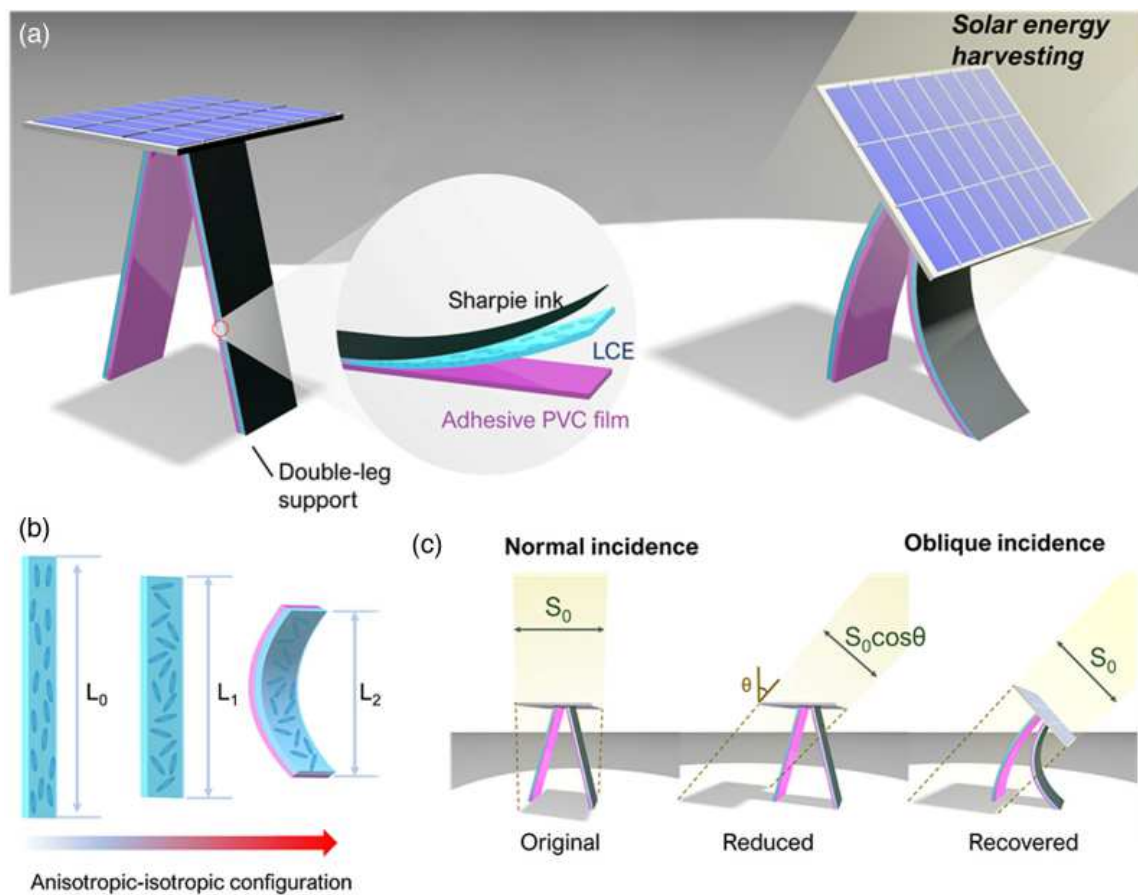 (a)
Solar energy
harvesting
Sharpie ink
LCE
Adhesive PVC film
Double-leg
support
(b)
L₀
L₁
L₂
Anisotropic-isotropic configuration
(c)
Normal incidence
Oblique incidence
S₀
S₀cosθ
S₀
θ
Original
Reduced
Recovered